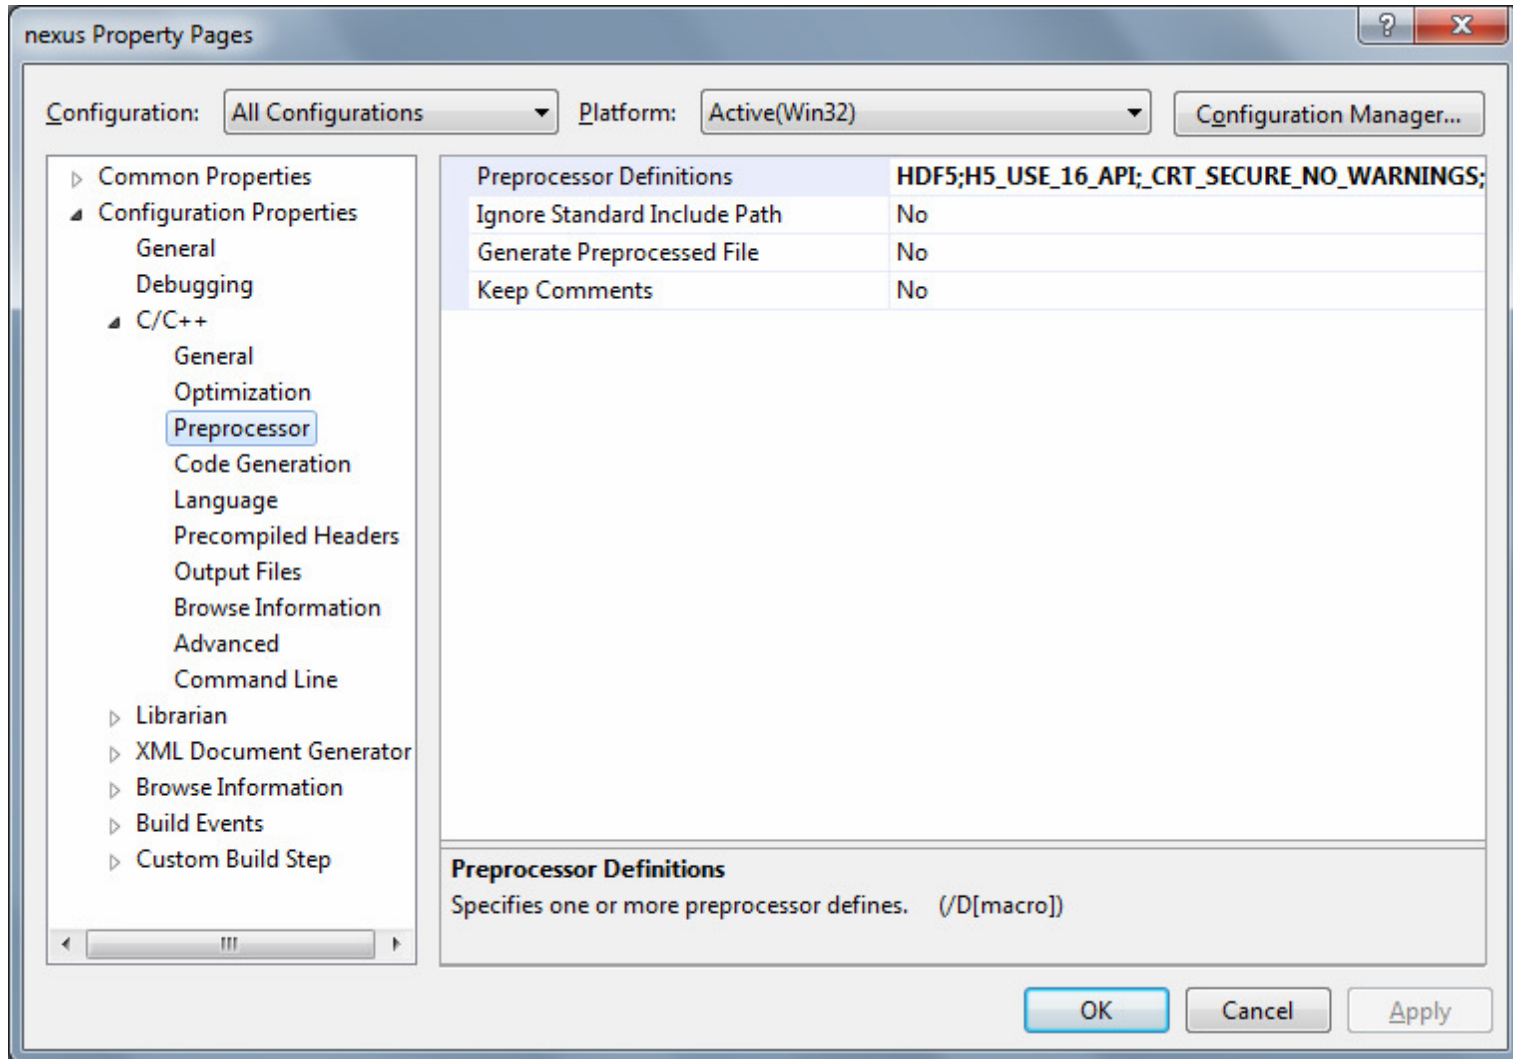 nexus Property Pages
Configuration: All Configurations Platform: Active(Win32) Configuration Manager...
Common Properties
Configuration Properties
General
Debugging
C/C++
General
Optimization
Preprocessor
Code Generation
Language
Precompiled Headers
Output Files
Browse Information
Advanced
Command Line
Librarian
XML Document Generator
Browse Information
Build Events
Custom Build Step
Preprocessor Definitions HDF5;H5_USE_16_API;_CRT_SECURE_NO_WARNINGS;
Ignore Standard Include Path No
Generate Preprocessed File No
Keep Comments No
Preprocessor Definitions
Specifies one or more preprocessor defines. (/D[macro])
OK Cancel Apply